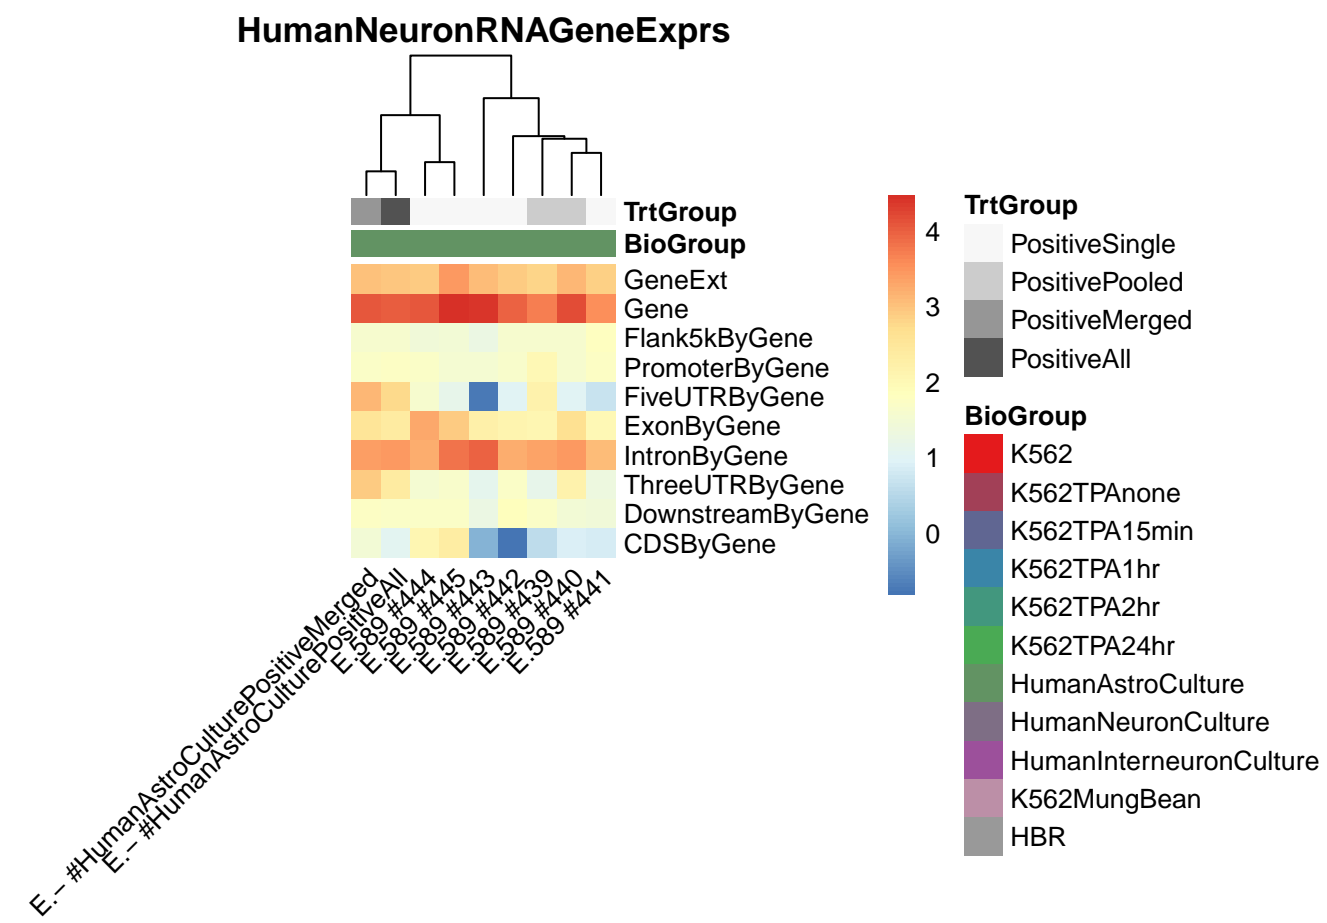 HumanNeuronRNAGeneExprs
TrtGroup
BioGroup
GeneExt
Gene
Flank5kByGene
PromoterByGene
FiveUTRByGene
ExonByGene
IntronByGene
ThreeUTRByGene
DownstreamByGene
CDSByGene
E.– #HumanAstroCulturePositiveMerged
E.– #HumanAstroCulturePositiveAll
E.589 #444
E.589 #445
E.589 #443
E.589 #442
E.589 #439
E.589 #440
E.589 #441
4
3
2
1
0
TrtGroup
PositiveSingle
PositivePooled
PositiveMerged
PositiveAll
BioGroup
K562
K562TPAnone
K562TPA15min
K562TPA1hr
K562TPA2hr
K562TPA24hr
HumanAstroCulture
HumanNeuronCulture
HumanInterneuronCulture
K562MungBean
HBR